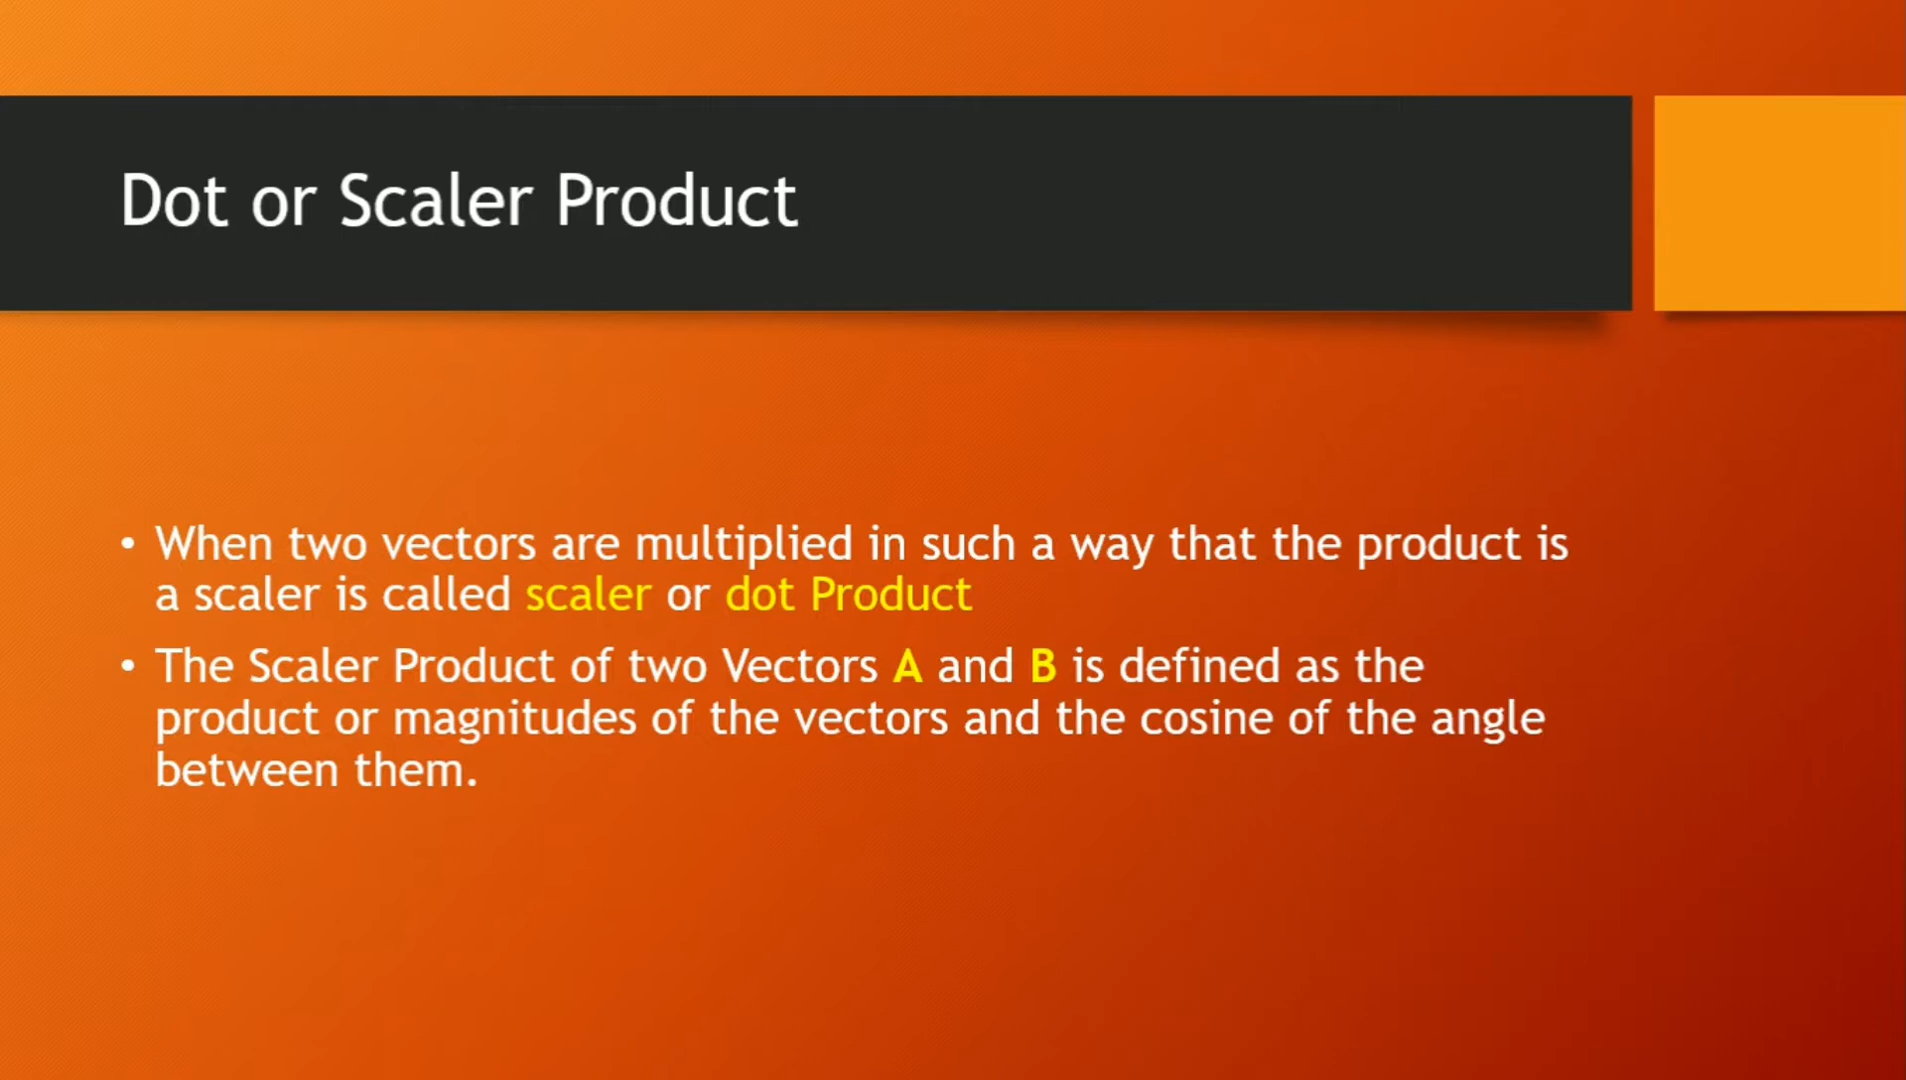 Dot or Scaler Product
• When two vectors are multiplied in such a way that the product is
a scaler is called scaler or dot Product
• The Scaler Product of two Vectors A and B is defined as the
product or magnitudes of the vectors and the cosine of the angle
between them.